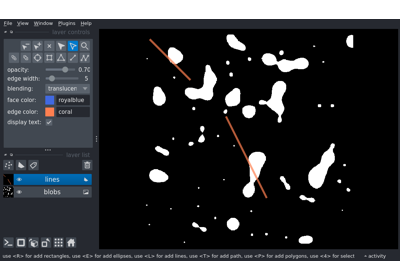 File View Window Plugins Help
layer controls
opacity: 0.70
edge width: 5
blending: translucen
face color: royalblue
edge color: coral
display text:
layer list
lines
blobs
use <R> for add rectangles, use <E> for add ellipses, use <L> for add lines, use <T> for add path, use <P> for add polygons, use <4> for select activity